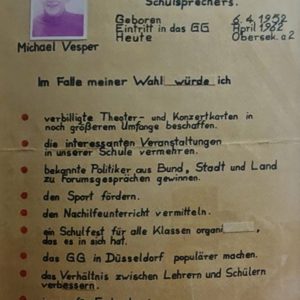 Schulsprechers.
Geboren 6.4.1952
Eintritt in das GG April 1962
Heute Obersek. a2
Michael Vesper
Im Falle meiner Wahl würde ich
verbilligte Theater- und Konzertkarten in
noch größerem Umfange beschaffen.
die interessanten Veranstaltungen
in unserer Schule vermehren.
bekannte Politiker aus Bund, Stadt und Land
zu Forumsgesprächen gewinnen.
den Sport fördern.
den Nachhilfeunterricht vermitteln.
ein Schulfest für alle Klassen
das es in sich hat.
das GG in Düsseldorf populärer machen.
das Verhältnis zwischen Lehrern und Schülern
verbessern.